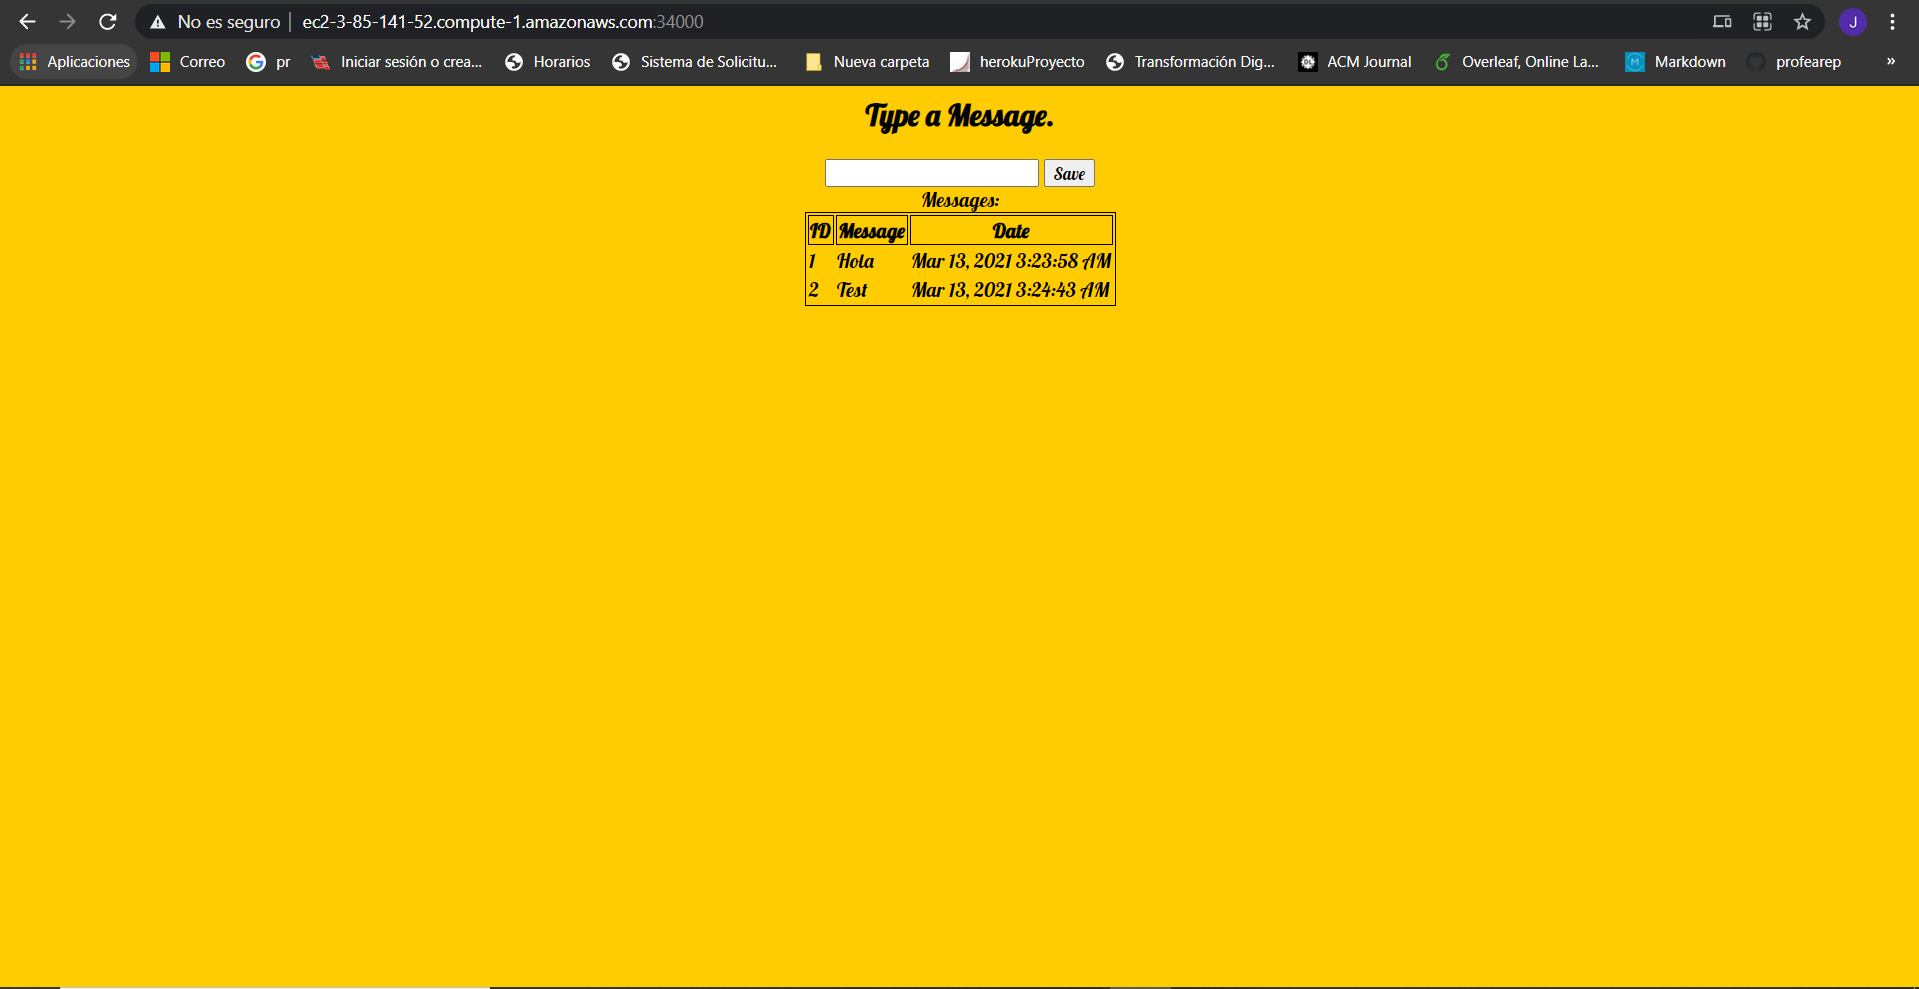 No es seguro ec2-3-85-141-52.compute-1.amazonaws.com:34000 J
Aplicaciones Correo pr Iniciar sesión o crea... Horarios Sistema de Solicitu... Nueva carpeta herokuProyecto Transformación Dig... ACM Journal Overleaf, Online La... Markdown profearep »
Type a Message.
Save
Messages:
ID Message Date
1 Hola Mar 13, 2021 3:23:58 AM
2 Test Mar 13, 2021 3:24:43 AM